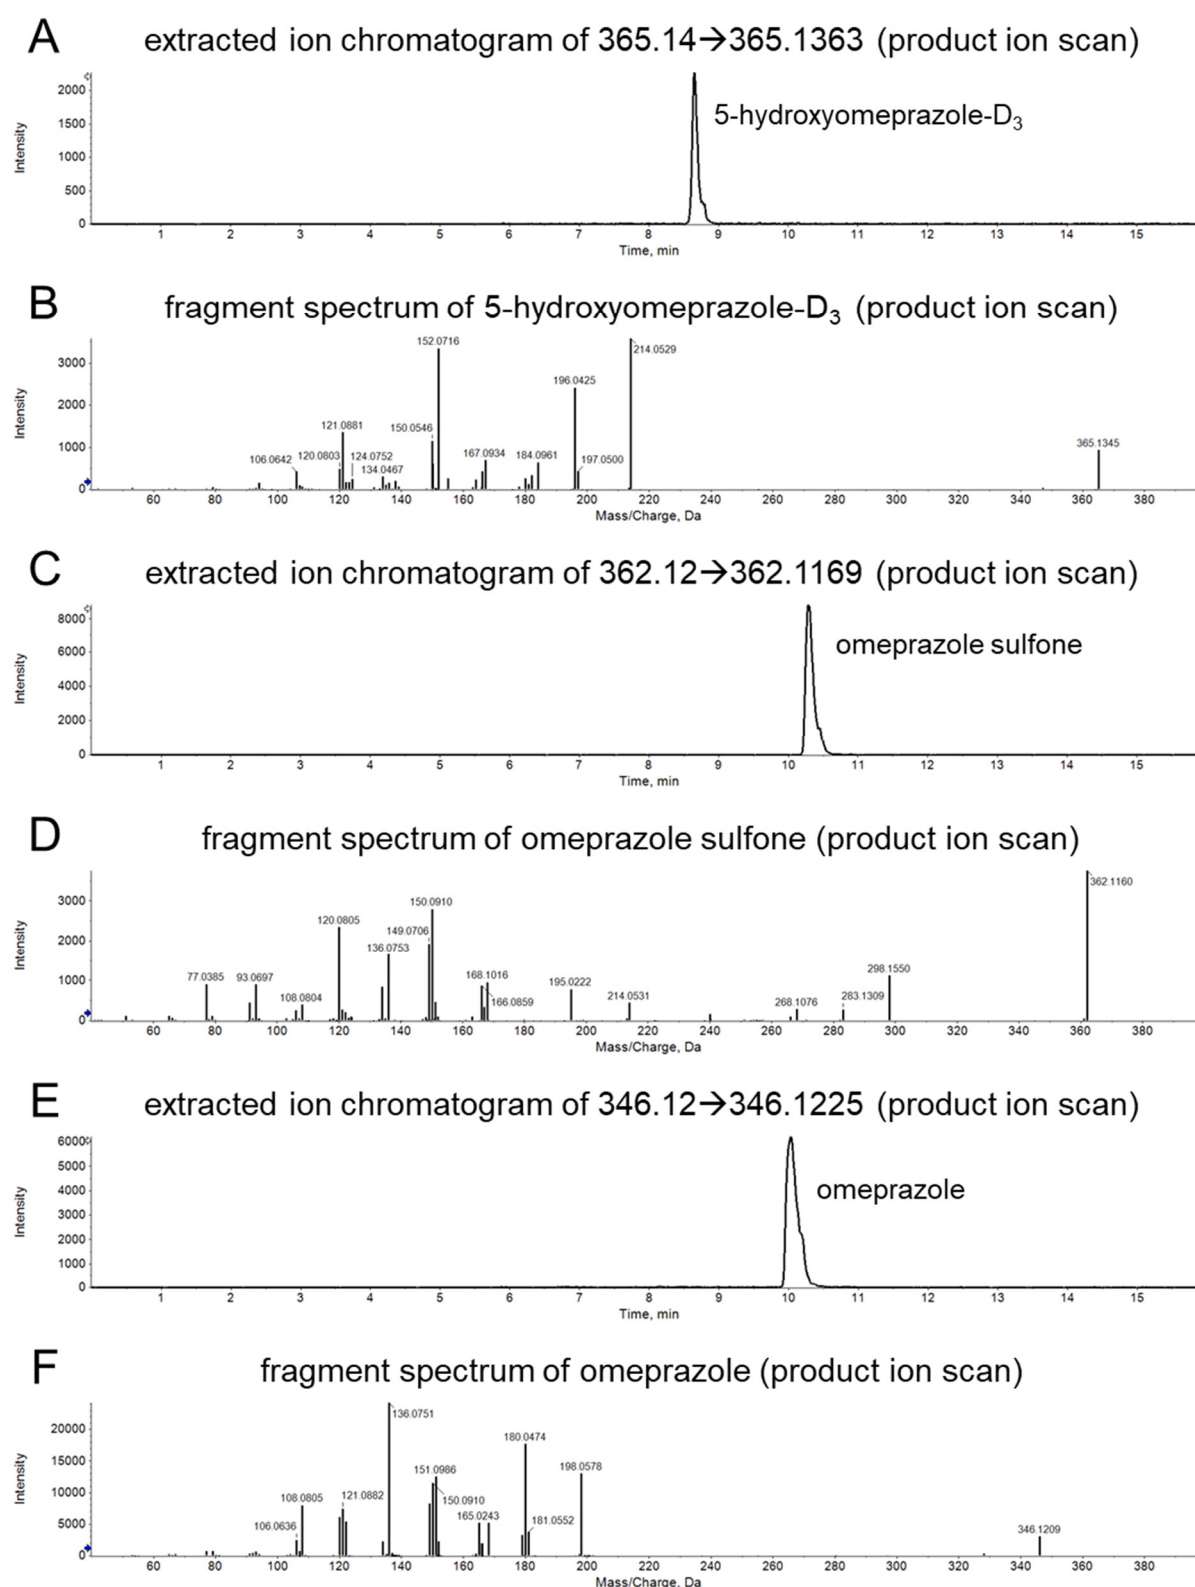 A
extracted ion chromatogram of 365.14→365.1363 (product ion scan)
2000
1500
1000
500
0
Intensity
5-hydroxyomeprazole-D3
1 2 3 4 5 6 7 8 9 10 11 12 13 14 15
Time, min
B
fragment spectrum of 5-hydroxyomeprazole-D3 (product ion scan)
3000
2000
1000
0
Intensity
152.0716
214.0529
196.0425
121.0881
150.0546
120.0803
124.0752
106.0642
134.0467
167.0934
184.0961
197.0500
365.1345
60 80 100 120 140 160 180 200 220 240 260 280 300 320 340 360 380
Mass/Charge, Da
C
extracted ion chromatogram of 362.12→362.1169 (product ion scan)
8000
6000
4000
2000
0
Intensity
omeprazole sulfone
1 2 3 4 5 6 7 8 9 10 11 12 13 14 15
Time, min
D
fragment spectrum of omeprazole sulfone (product ion scan)
3000
2000
1000
0
Intensity
362.1160
150.0910
120.0805
149.0706
136.0753
77.0385
93.0697
168.1016
298.1550
108.0804
166.0859
195.0222
214.0531
268.1076
283.1309
60 80 100 120 140 160 180 200 220 240 260 280 300 320 340 360 380
Mass/Charge, Da
E
extracted ion chromatogram of 346.12→346.1225 (product ion scan)
6000
5000
4000
3000
2000
1000
0
Intensity
omeprazole
1 2 3 4 5 6 7 8 9 10 11 12 13 14 15
Time, min
F
fragment spectrum of omeprazole (product ion scan)
20000
15000
10000
5000
0
Intensity
136.0751
180.0474
151.0986
198.0578
108.0805
121.0882
150.0910
165.0243
106.0636
181.0552
346.1209
60 80 100 120 140 160 180 200 220 240 260 280 300 320 340 360 380
Mass/Charge, Da